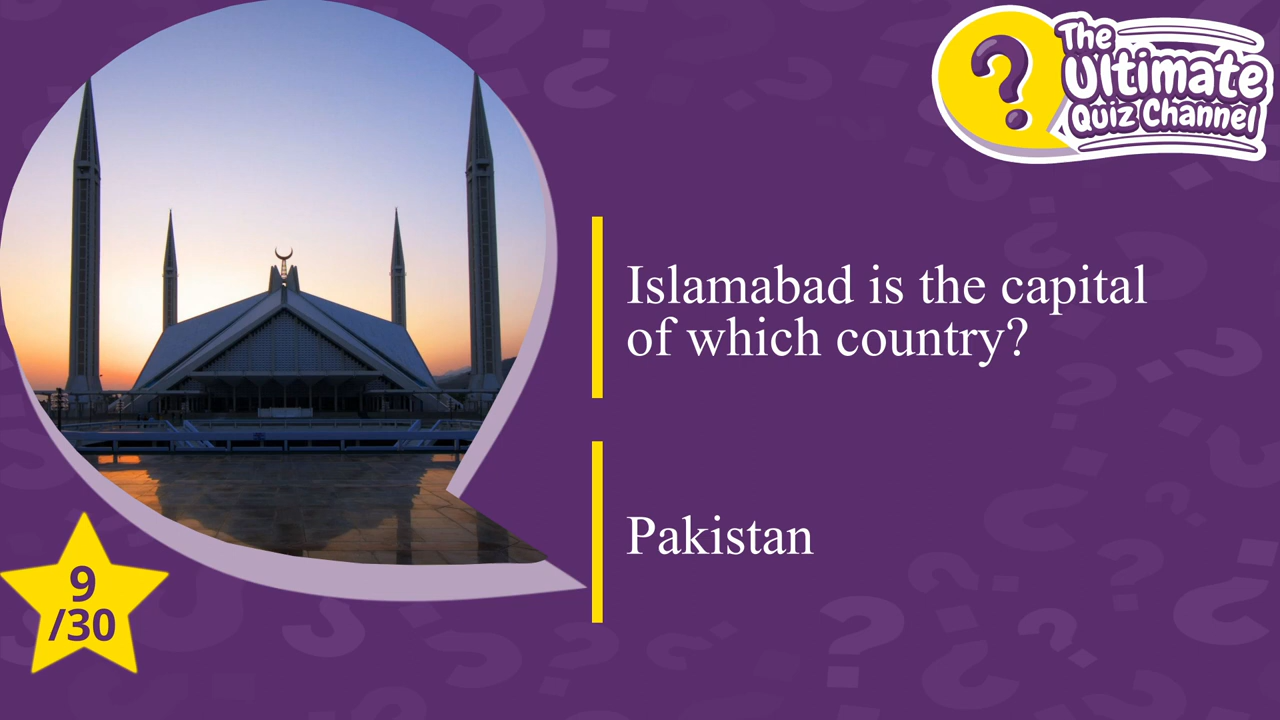 The
Ultimate
Quiz Channel
Islamabad is the capital
of which country?
Pakistan
9
/30